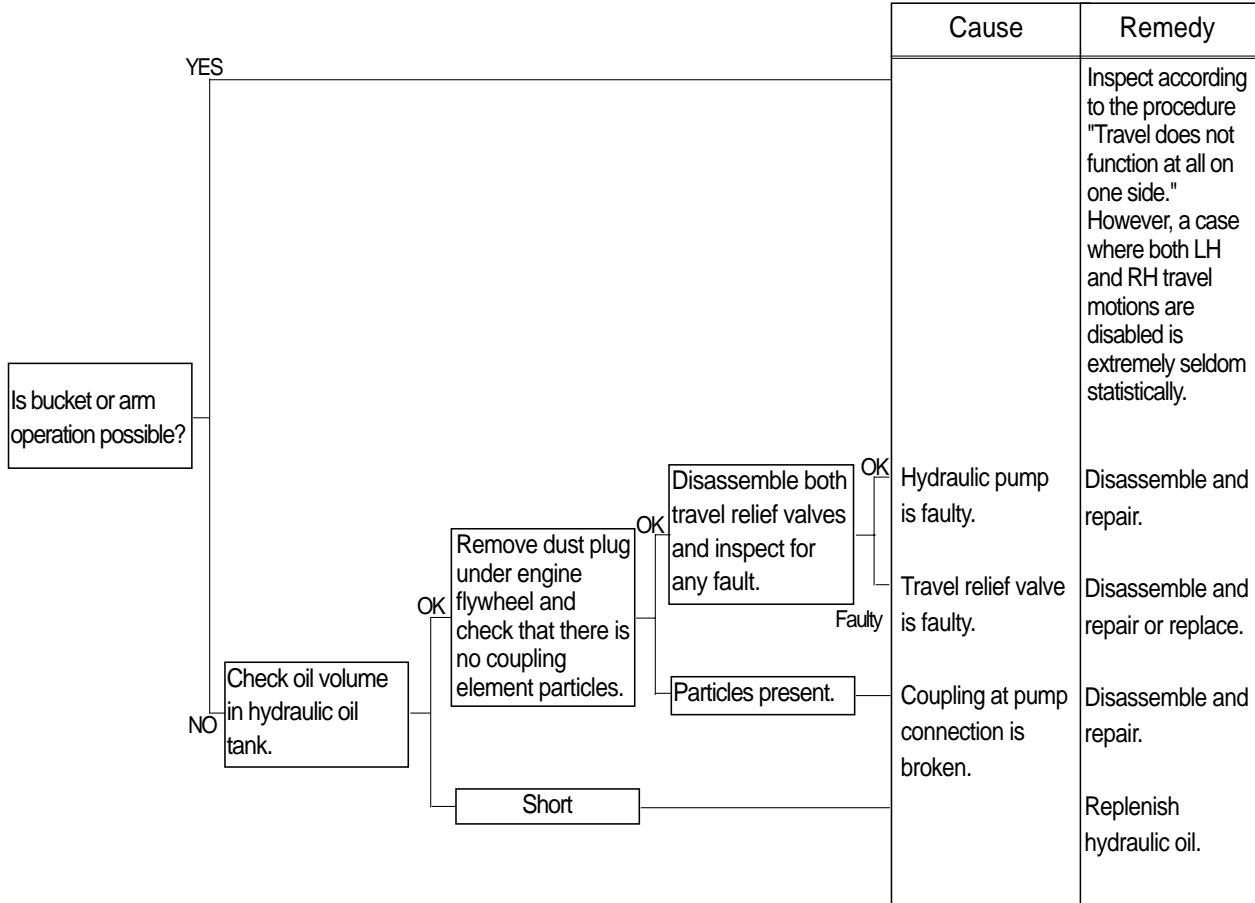 Cause
Remedy
YES
Inspect according
to the procedure
"Travel does not
function at all on
one side."
However, a case
where both LH
and RH travel
motions are
disabled is
extremely seldom
statistically.
Is bucket or arm
operation possible?
NO
Check oil volume
in hydraulic oil
tank.
OK
Remove dust plug
under engine
flywheel and
check that there is
no coupling
element particles.
OK
Disassemble both
travel relief valves
and inspect for
any fault.
OK
Hydraulic pump
is faulty.
Disassemble and
repair.
Faulty
Travel relief valve
is faulty.
Disassemble and
repair or replace.
Particles present.
Coupling at pump
connection is
broken.
Disassemble and
repair.
Short
Replenish
hydraulic oil.